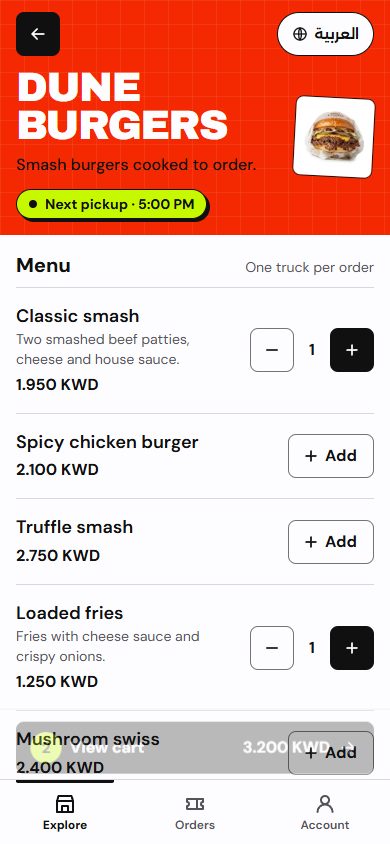 العربية
DUNE
BURGERS
Smash burgers cooked to order.
Next pickup · 5:00 PM
Menu
One truck per order
Classic smash
Two smashed beef patties,
cheese and house sauce.
1.950 KWD
− 1 +
Spicy chicken burger
2.100 KWD
+ Add
Truffle smash
2.750 KWD
+ Add
Loaded fries
Fries with cheese sauce and
crispy onions.
1.250 KWD
− 1 +
Mushroom swiss
2.400 KWD
+ Add
2 View cart 3.200 KWD →
Explore
Orders
Account